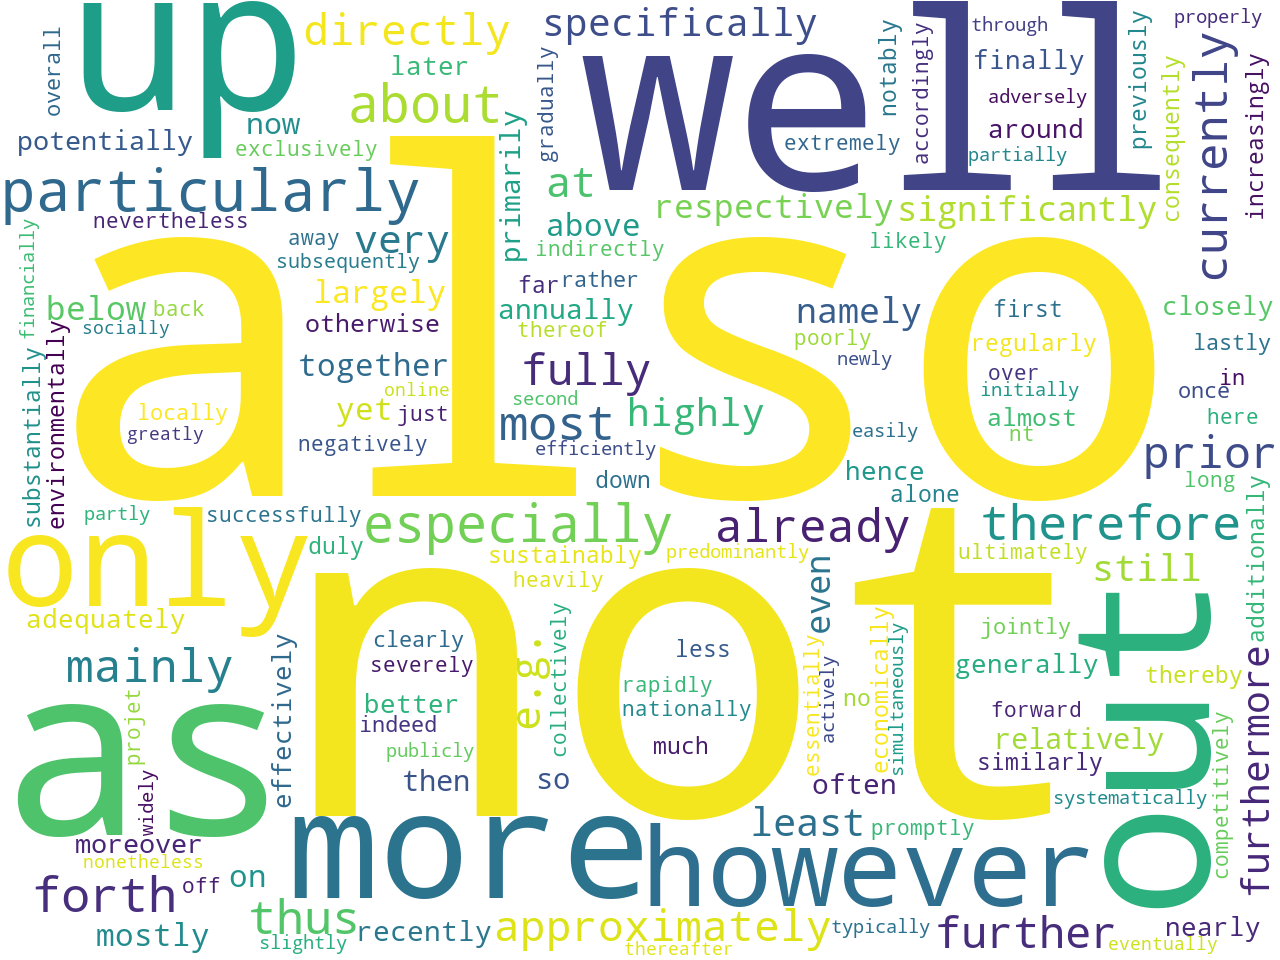 up
well
directly
specifically
through
properly
overall
later
gradually
notably
accordingly
finally
previously
currently
increasingly
about
now
potentially
exclusively
primarily
extremely
adversely
around
partially
consequently
particularly
at
respectively
significantly
nevertheless
away
very
above
indirectly
likely
subsequently
also
financially
below
back
largely
far
rather
annually
namely
first
closely
socially
otherwise
thereof
poorly
regularly
lastly
substantially
environmentally
together
fully
newly
over
in
online
second
initially
once
locally
yet
just
most
highly
almost
here
greatly
negatively
efficiently
easily
nt
prior
down
hence
alone
long
partly
successfully
especially
already
therefore
only
duly
sustainably
predominantly
ultimately
still
additionally
heavily
even
adequately
not
out
mainly
effectively
clearly
severely
e.g.
collectively
less
essentially
actively
economically
simultaneously
jointly
generally
thereby
as
projet
better
indeed
rapidly
nationally
no
forward
relatively
furthermore
publicly
much
similarly
then
so
often
systematically
competitively
widely
moreover
more
however
least
promptly
nonetheless
forth
off
on
thus
approximately
further
nearly
mostly
slightly
recently
thereafter
typically
eventually